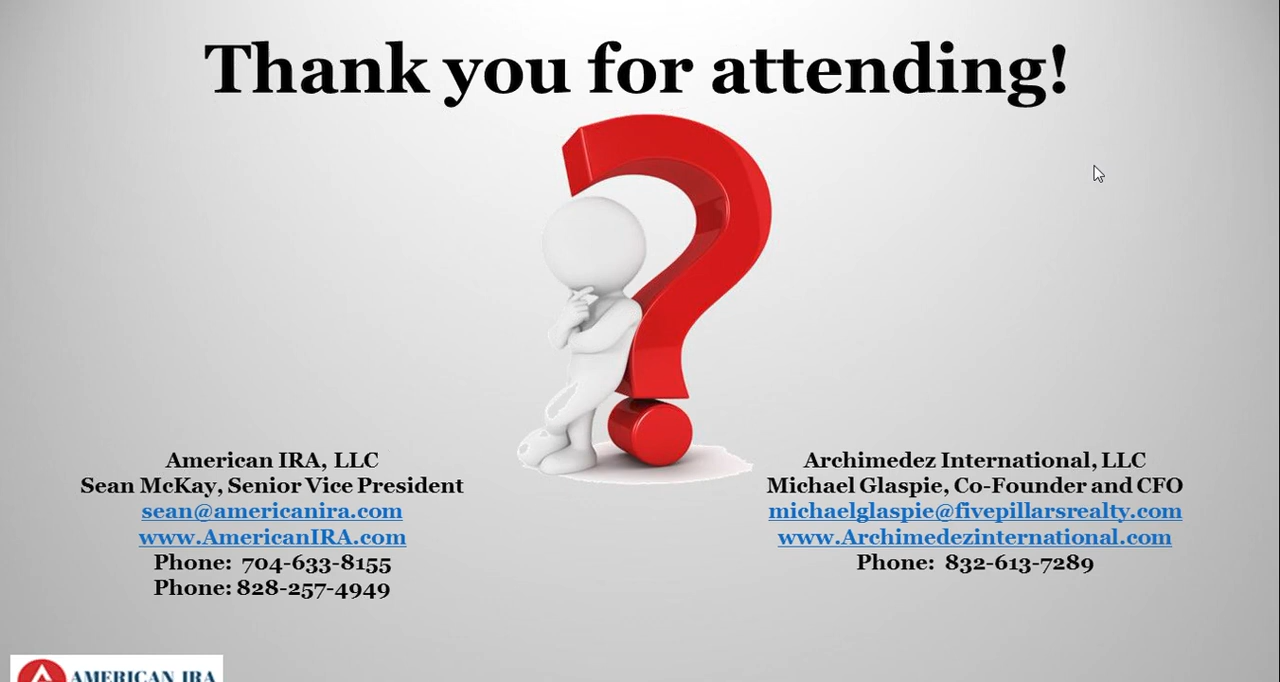 Thank you for attending!
American IRA, LLC
Sean McKay, Senior Vice President
sean@americanira.com
www.AmericanIRA.com
Phone:  704-633-8155
Phone: 828-257-4949
Archimedez International, LLC
Michael Glaspie, Co-Founder and CFO
michaelglaspie@fivepillarsrealty.com
www.Archimedezinternational.com
Phone:  832-613-7289
AMERICAN IRA